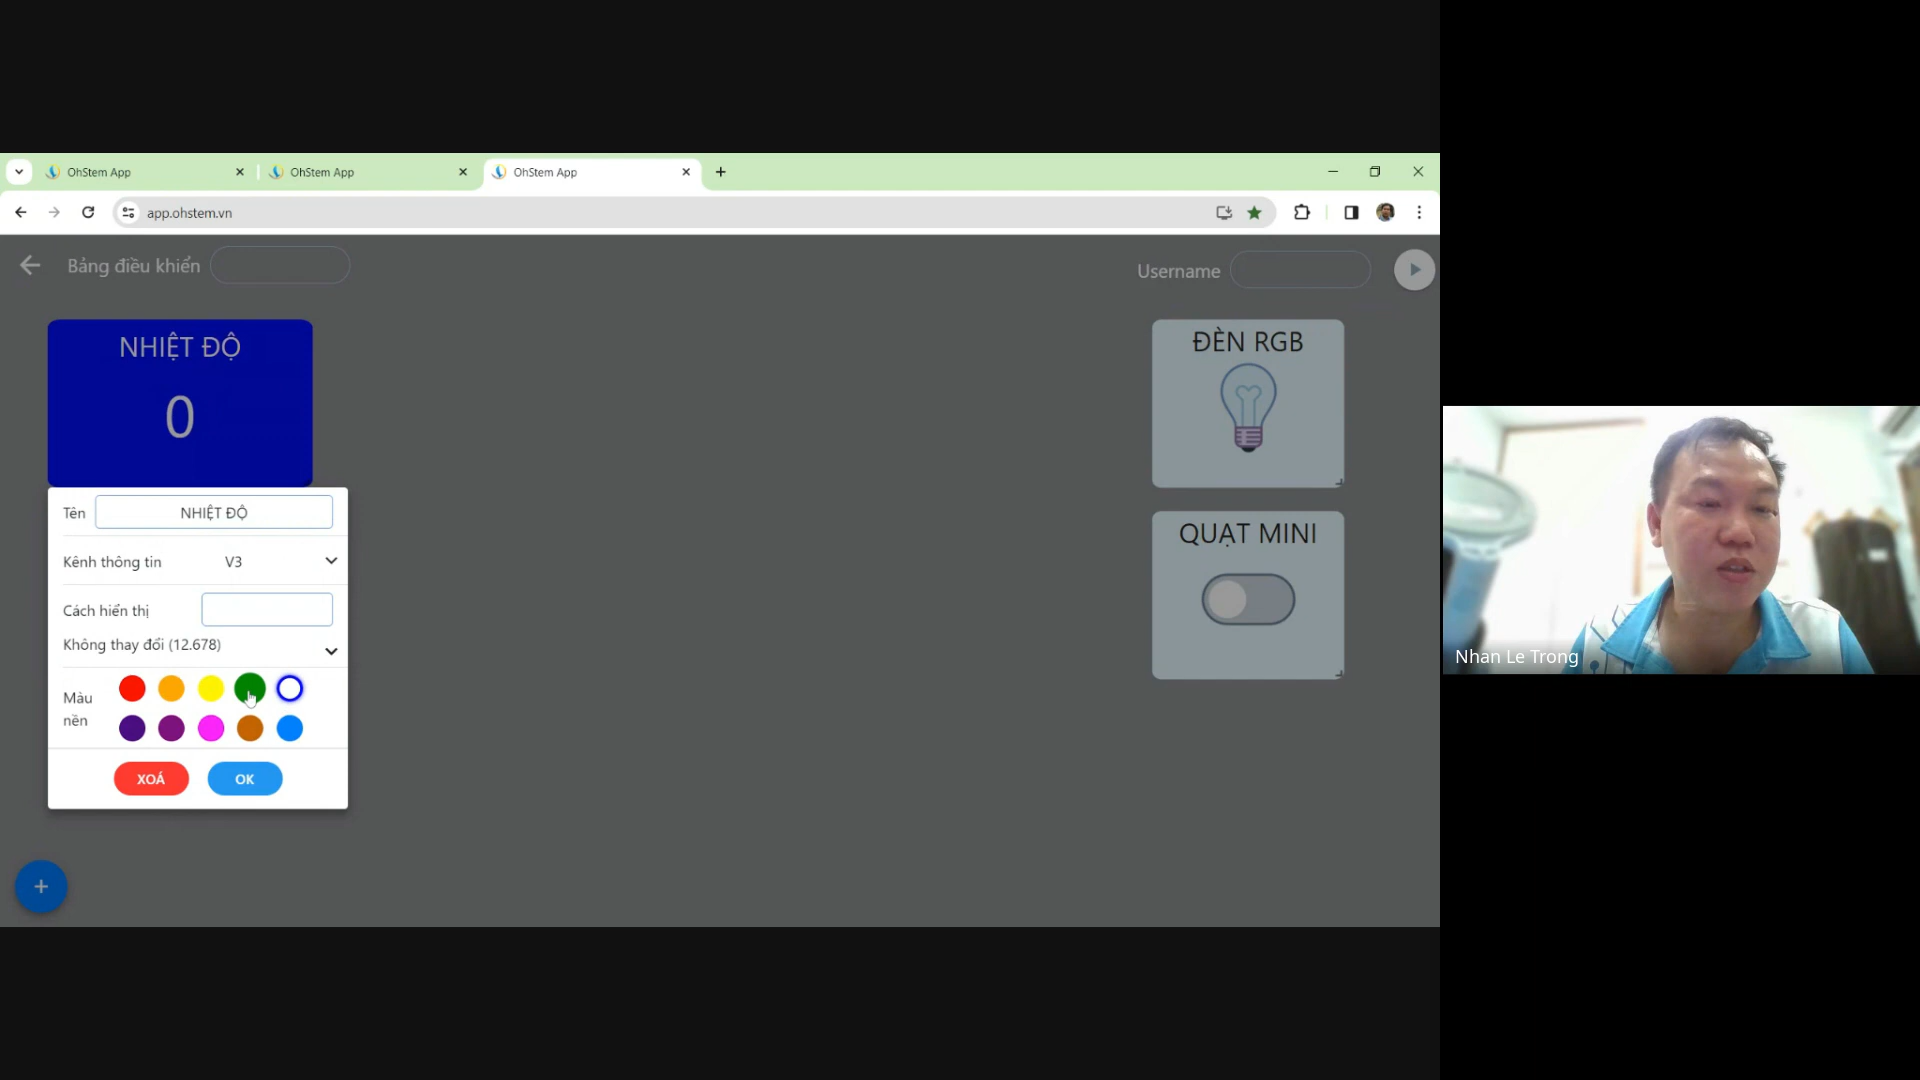 OhStem App
OhStem App
OhStem App
app.ohstem.vn
Bảng điều khiển
Username
NHIỆT ĐỘ
0
Tên NHIỆT ĐỘ
Kênh thông tin V3
Cách hiển thị
Không thay đổi (12.678)
Màu
nền
XOÁ OK
ĐÈN RGB
QUẠT MINI
Nhan Le Trong